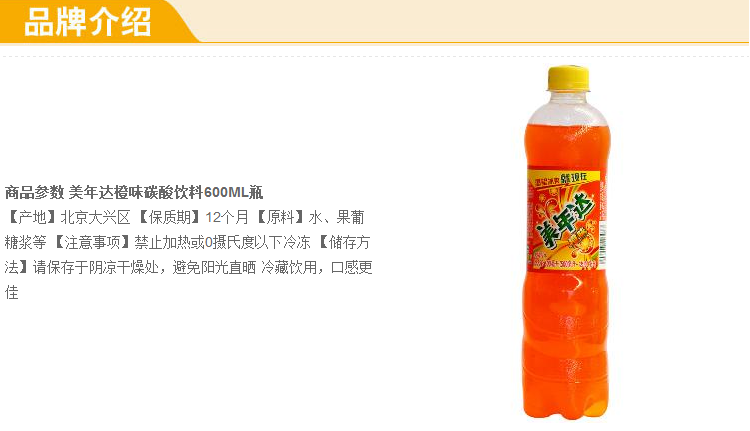 品牌介绍
商品参数 美年达橙味碳酸饮料600ML瓶
【产地】北京大兴区 【保质期】12个月 【原料】水、果葡
糖浆等 【注意事项】禁止加热或0摄氏度以下冷冻 【储存方
法】请保存于阴凉干燥处，避免阳光直晒 冷藏饮用，口感更
佳
就现在
美年达